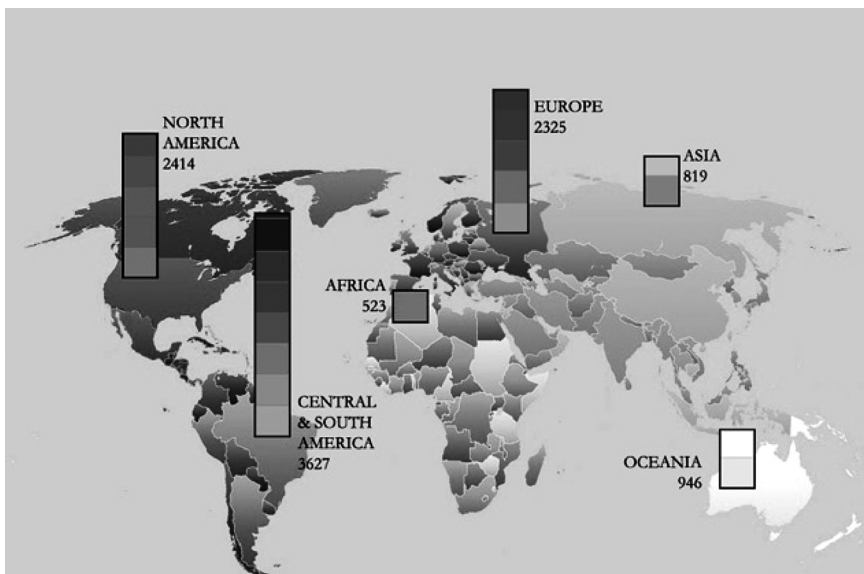 NORTH
AMERICA
2414
EUROPE
2325
ASIA
819
AFRICA
523
CENTRAL
& SOUTH
AMERICA
3627
OCEANIA
946